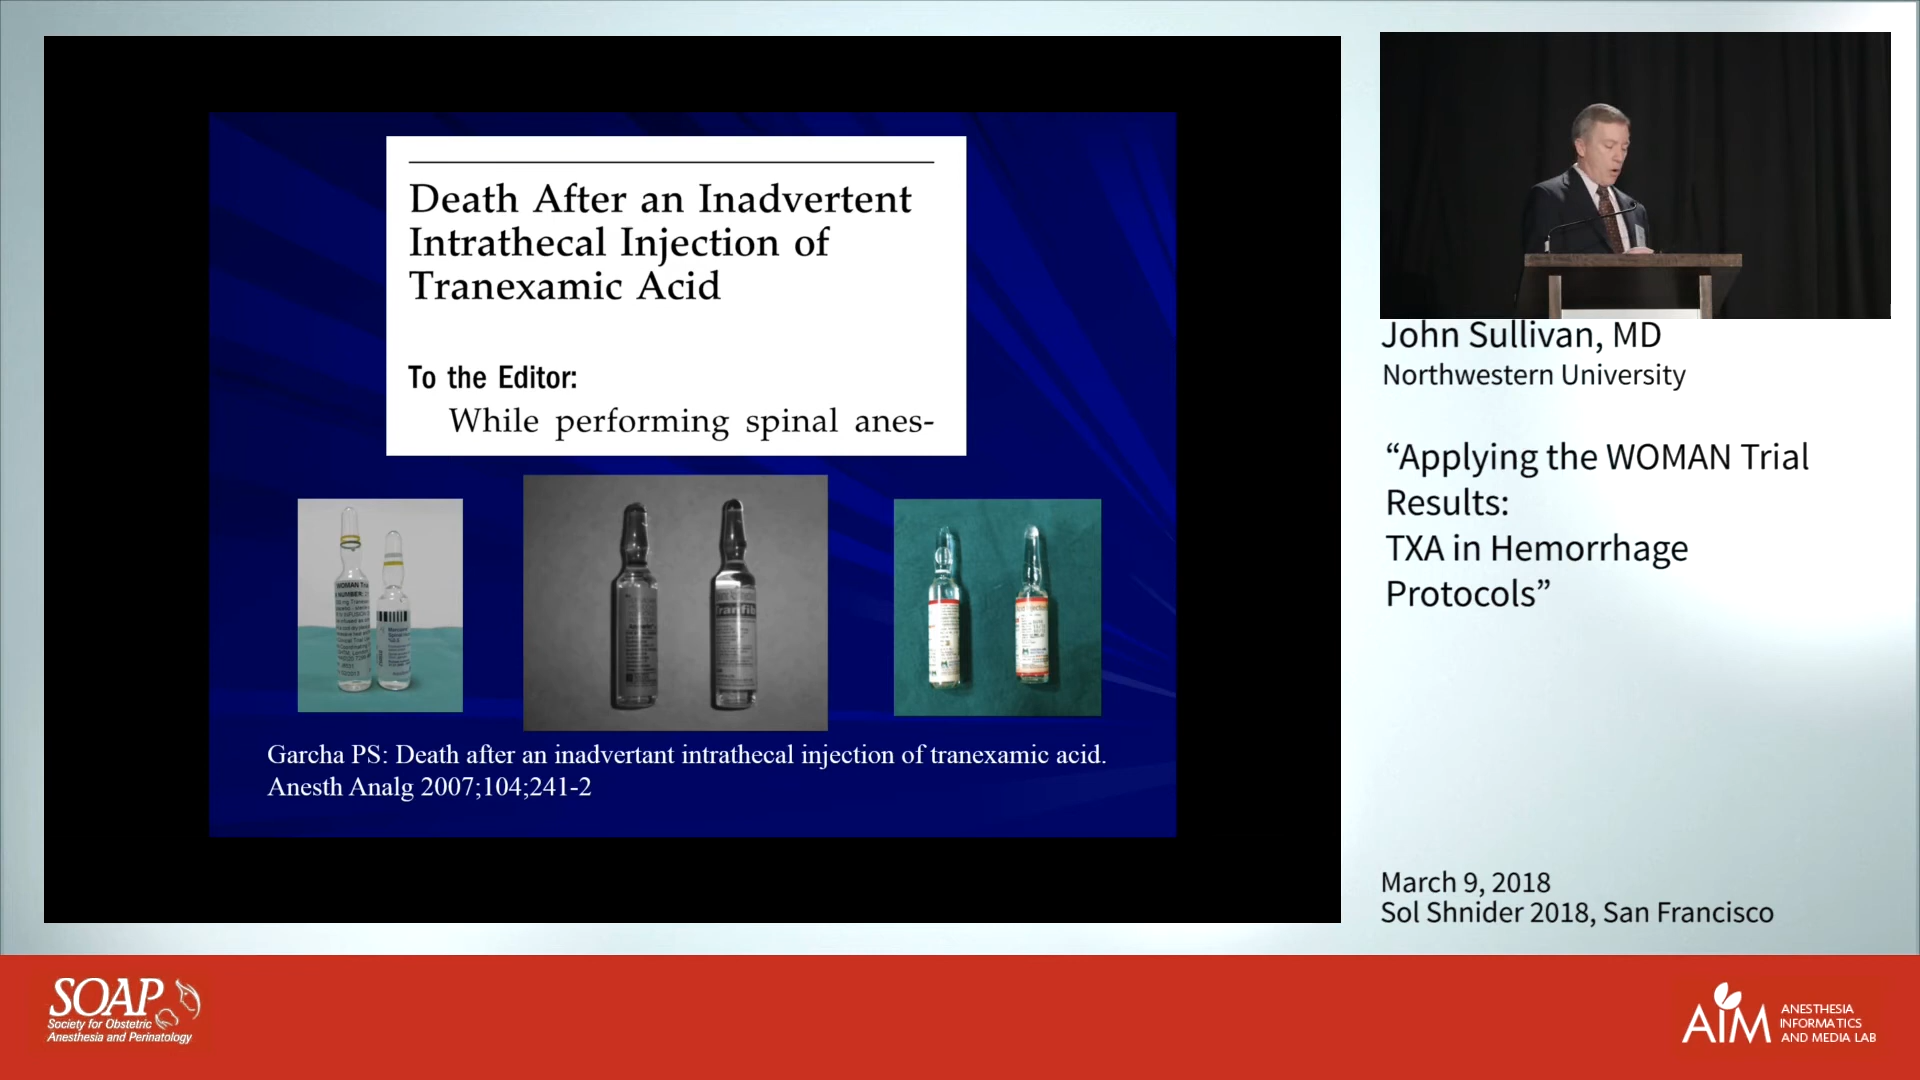 Death After an Inadvertent
Intrathecal Injection of
Tranexamic Acid
To the Editor:
While performing spinal anes-
WOMAN
NUMBER
Garcha PS: Death after an inadvertant intrathecal injection of tranexamic acid.
Anesth Analg 2007;104;241-2
John Sullivan, MD
Northwestern University
“Applying the WOMAN Trial
Results:
TXA in Hemorrhage
Protocols”
March 9, 2018
Sol Shnider 2018, San Francisco
SOAP
Society for Obstetric
Anesthesia and Perinatology
AIM
ANESTHESIA
INFORMATICS
AND MEDIA LAB